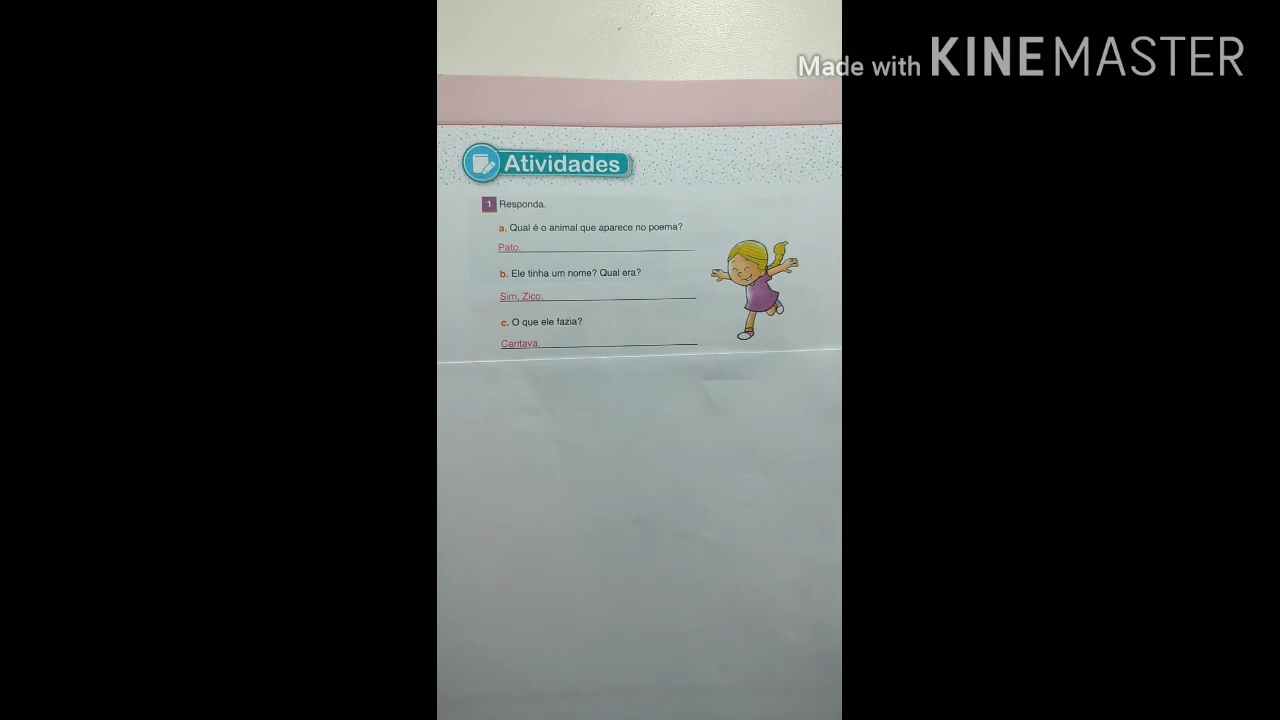 Made with KINEMASTER
Atividades
1 Responda.
a. Qual é o animal que aparece no poema?
Pato.
b. Ele tinha um nome? Qual era?
Sim, Zico.
c. O que ele fazia?
Cantava.